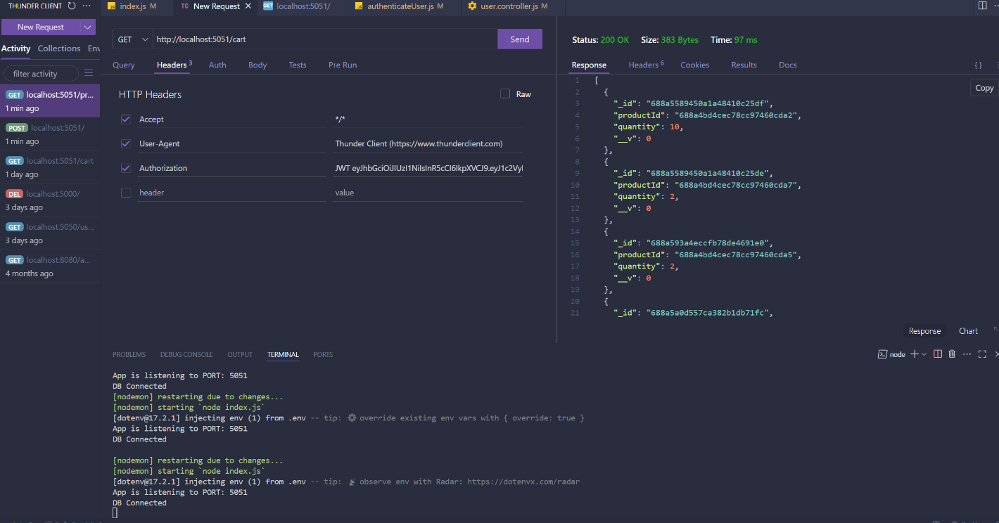 THUNDER CLIENT
index.js M
TC New Request
GET localhost:5051/
JS authenticateUser.js M
user.controller.js M
New Request
Activity Collections Env
filter activity
GET localhost:5051/pr...
1 min ago
POST localhost:5051/
1 min ago
GET localhost:5051/cart
1 day ago
DEL localhost:5000/
3 days ago
GET localhost:5050/us...
3 days ago
GET localhost:8080/a...
4 months ago
GET http://localhost:5051/cart Send
Query Headers 3 Auth Body Tests Pre Run
HTTP Headers Raw
Accept */*
User-Agent Thunder Client (https://www.thunderclient.com)
Authorization
header value
Status: 200 OK Size: 383 Bytes Time: 97 ms
Response Headers 6 Cookies Results Docs { }
Copy
1 [
2 {
3 "_id": "688a5589450a1a48410c25df",
4 "productId": "688a4bd4cec78cc97460cda2",
5 "quantity": 10,
6 "__v": 0
7 },
8 {
9 "_id": "688a5589450a1a48410c25de",
10 "productId": "688a4bd4cec78cc97460cda7",
11 "quantity": 2,
12 "__v": 0
13 },
14 {
15 "_id": "688a593a4eccfb78de4691e0",
16 "productId": "688a4bd4cec78cc97460cda5",
17 "quantity": 2,
18 "__v": 0
19 },
20 {
21 "_id": "688a5a0d557ca382b1db71fc",
Response Chart
PROBLEMS DEBUG CONSOLE OUTPUT TERMINAL PORTS
node
App is listening to PORT: 5051
DB Connected
[nodemon] restarting due to changes...
[nodemon] starting `node index.js`
[dotenv@17.2.1] injecting env (1) from .env -- tip: ⚙ override existing env vars with { override: true }
App is listening to PORT: 5051
DB Connected
[nodemon] restarting due to changes...
[nodemon] starting `node index.js`
[dotenv@17.2.1] injecting env (1) from .env -- tip: 📡 observe env with Radar: https://dotenvx.com/radar
App is listening to PORT: 5051
DB Connected